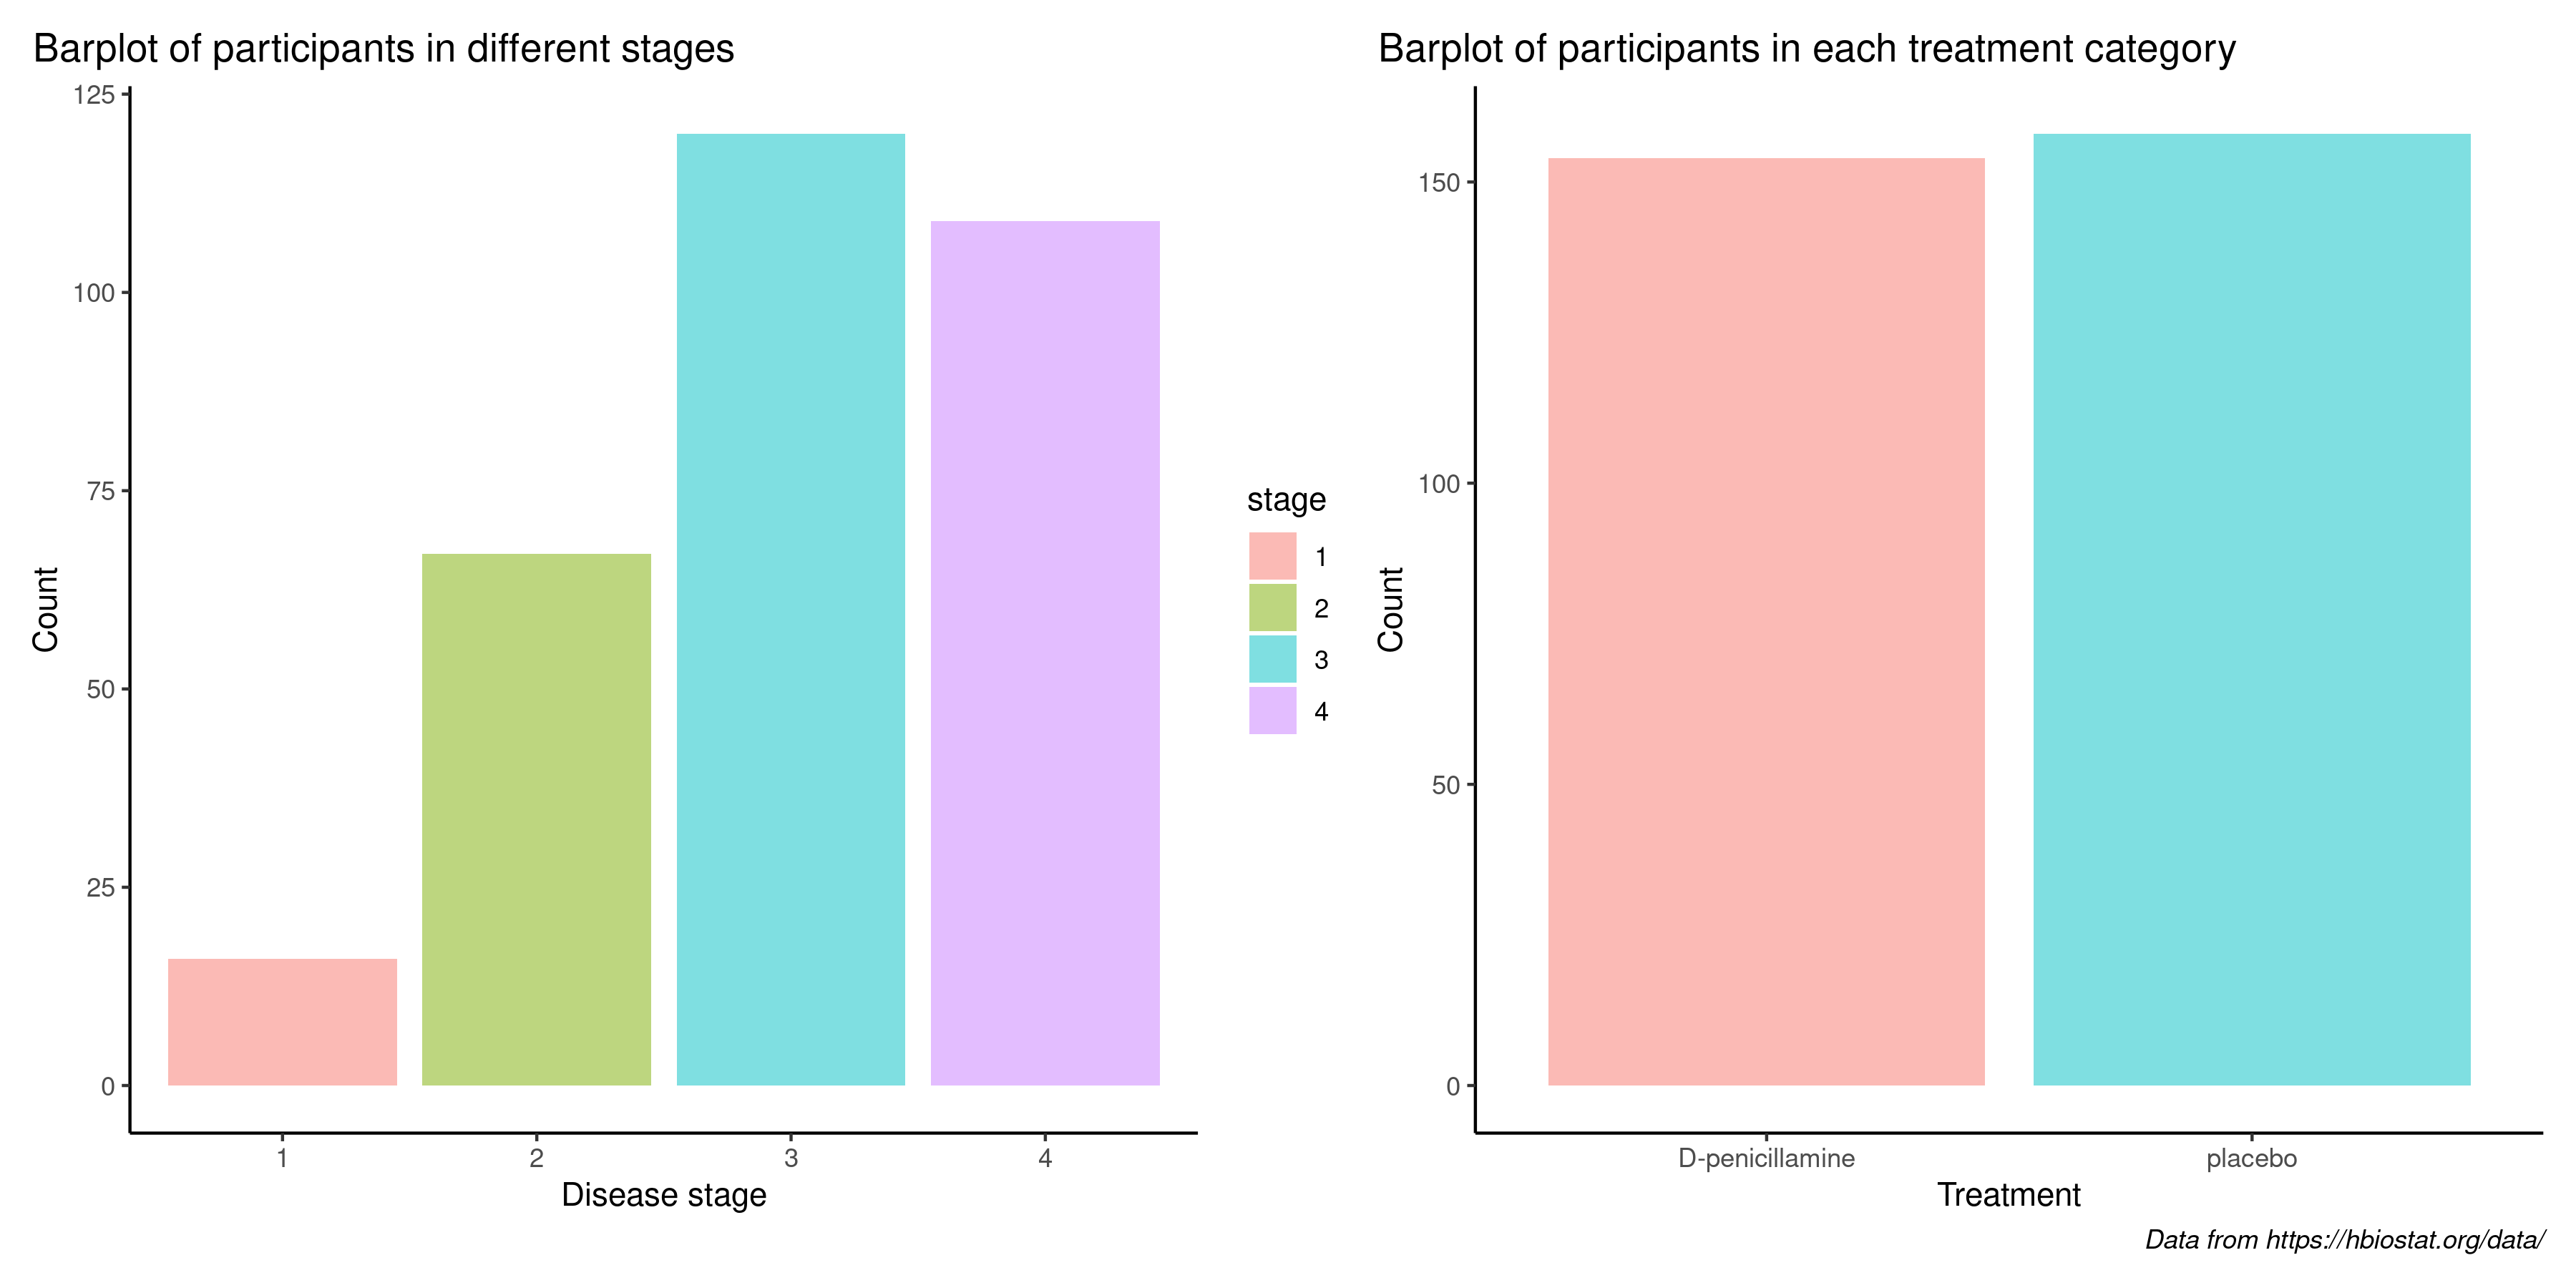 Barplot of participants in different stages
125
100
75
50
25
0
Count
1
2
3
4
Disease stage
stage
1
2
3
4
Barplot of participants in each treatment category
150
100
50
0
Count
D-penicillamine
placebo
Treatment
Data from https://hbiostat.org/data/